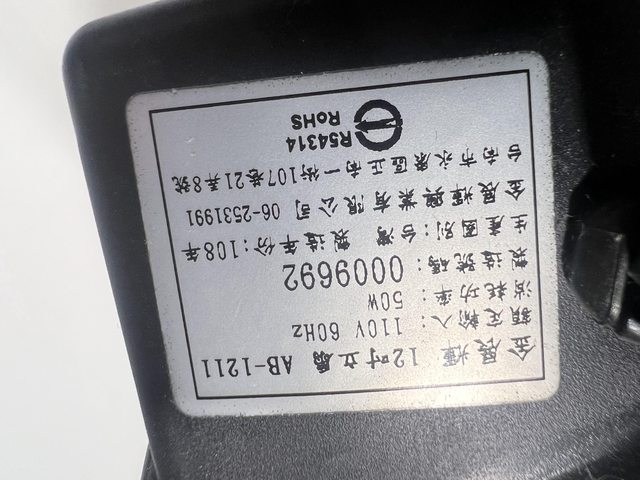 金展輝 12吋立扇 AB-1211
額定輸入: 110V 60Hz
消耗功率: 50W
製造號碼: 0009692
生產國別:台灣 製造年份:108年
金展輝興業有限公司 06-2531991
台南市永康區正南一街107巷21弄8號
R54314
RoHS